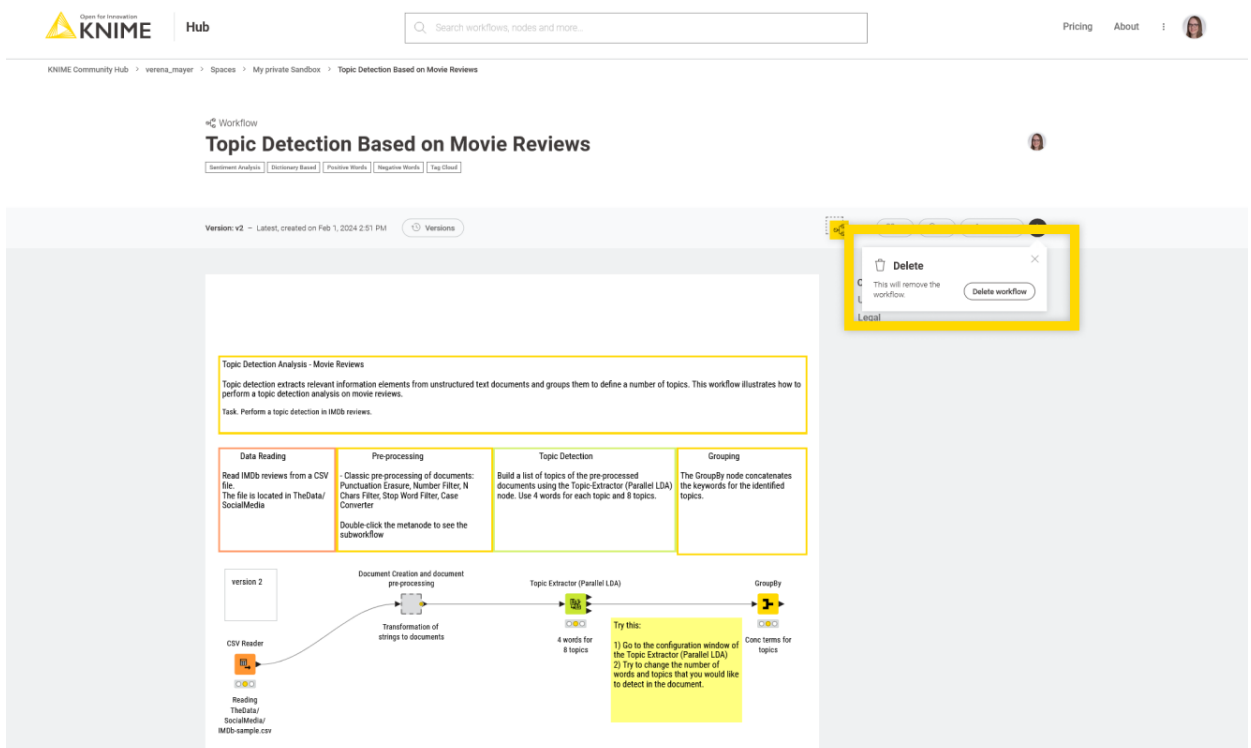 Open for Innovation
KNIME
Hub
Search workflows, nodes and more...
Pricing
About
KNIME Community Hub > verena_mayer > Spaces > My private Sandbox > Topic Detection Based on Movie Reviews
Workflow
Topic Detection Based on Movie Reviews
Sentiment Analysis
Dictionary Based
Positive Words
Negative Words
Tag Cloud
Version: v2 – Latest, created on Feb 1, 2024 2:51 PM
Versions
Delete
This will remove the
workflow.
Delete workflow
Legal
Topic Detection Analysis - Movie Reviews
Topic detection extracts relevant information elements from unstructured text documents and groups them to define a number of topics. This workflow illustrates how to
perform a topic detection analysis on movie reviews.
Task. Perform a topic detection in IMDb reviews.
Data Reading
Read IMDb reviews from a CSV
file.
The file is located in TheData/
SocialMedia
Pre-processing
- Classic pre-processing of documents:
Punctuation Erasure, Number Filter, N
Chars Filter, Stop Word Filter, Case
Converter
Double-click the metanode to see the
subworkflow
Topic Detection
Build a list of topics of the pre-processed
documents using the Topic-Extractor (Parallel LDA)
node. Use 4 words for each topic and 8 topics.
Grouping
The GroupBy node concatenates
the keywords for the identified
topics.
version 2
Document Creation and document
pre-processing
Transformation of
strings to documents
Topic Extractor (Parallel LDA)
4 words for
8 topics
GroupBy
Conc terms for
topics
Try this:
1) Go to the configuration window of
the Topic Extractor (Parallel LDA)
2) Try to change the number of
words and topics that you would like
to detect in the document.
CSV Reader
Reading
TheData/
SocialMedia/
IMDb-sample.csv